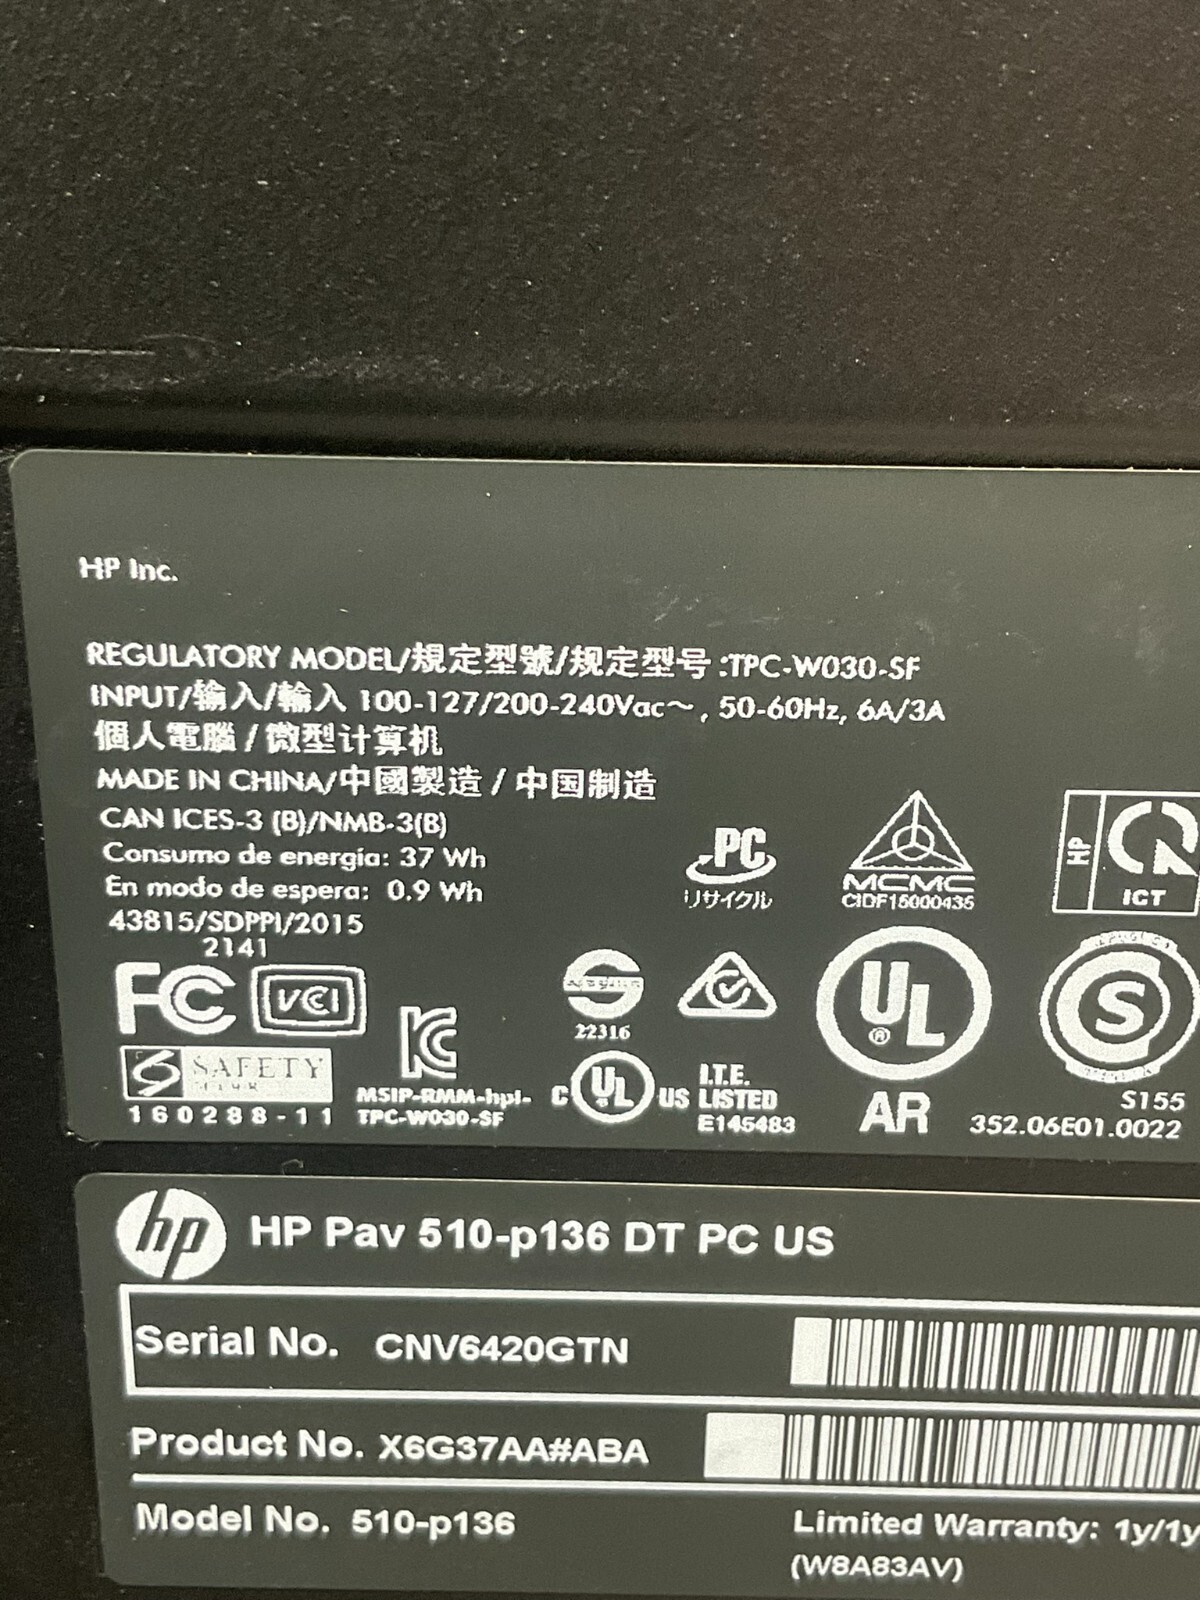 HP Inc.
REGULATORY MODEL/規定型號/规定型号 :TPC-W030-SF
INPUT/输入/輸入 100-127/200-240Vac～, 50-60Hz, 6A/3A
個人電腦 / 微型计算机
MADE IN CHINA/中國製造 / 中国制造
CAN ICES-3 (B)/NMB-3(B)
Consumo de energía: 37 Wh
En modo de espera: 0.9 Wh
43815/SDPPI/2015
2141
PC
リサイクル
MCMC
CIDF15000435
HP
ICT
FC
VCI
KC
MSIP-RMM-hpI-
TPC-W030-SF
SAFETY
160288-11
22316
C UL US
I.T.E.
LISTED
E145483
UL ®
AR
S
S155
352.06E01.0022
hp HP Pav 510-p136 DT PC US
Serial No. CNV6420GTN
Product No. X6G37AA#ABA
Model No. 510-p136
Limited Warranty: 1y/1y
(W8A83AV)